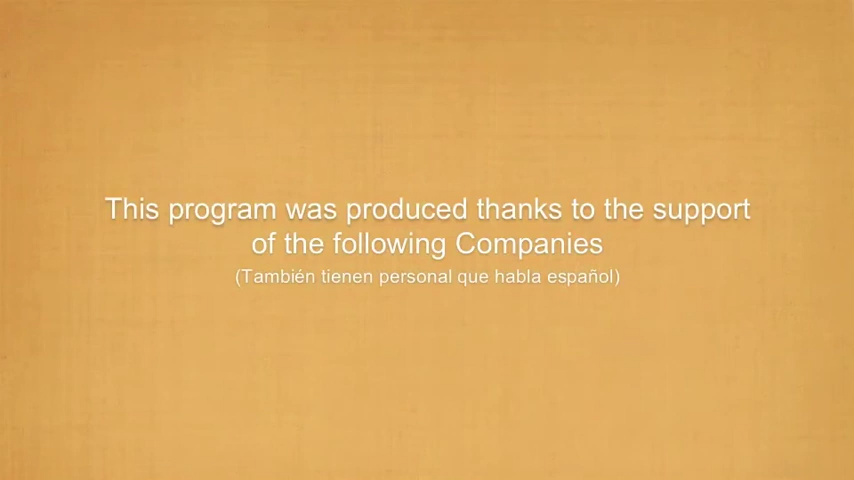 This program was produced thanks to the support
of the following Companies
(También tienen personal que habla español)